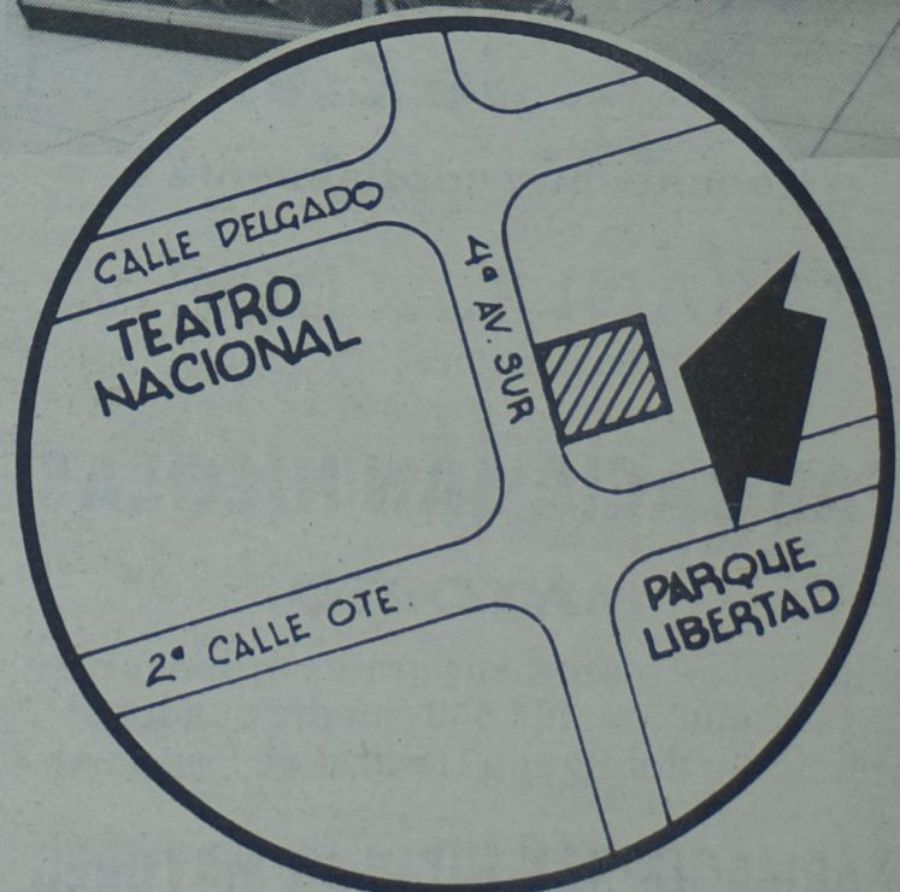 CALLE DELGADO
TEATRO
NACIONAL
4ª AV. SUR
2ª CALLE OTE.
PARQUE
LIBERTAD